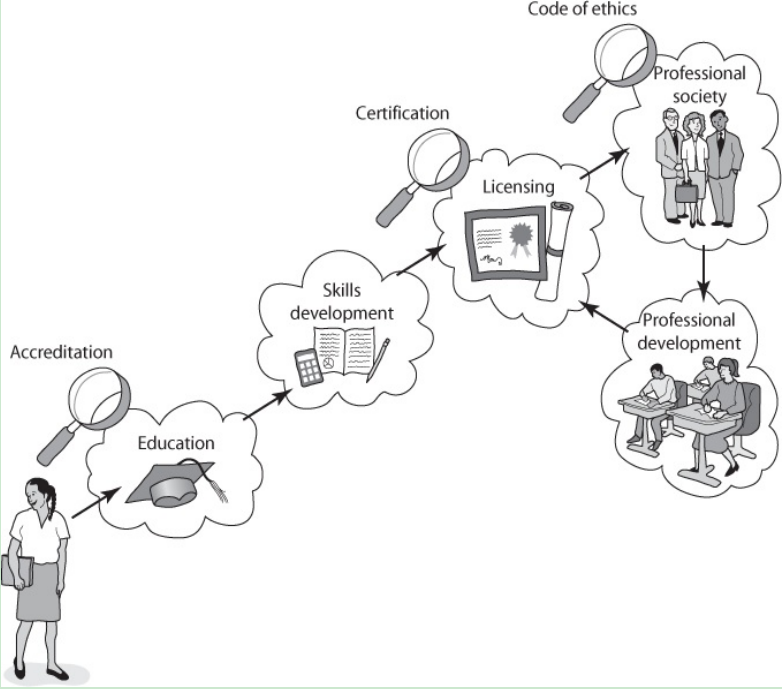 Code of ethics
Professional
society
Certification
Licensing
Skills
development
Professional
development
Accreditation
Education